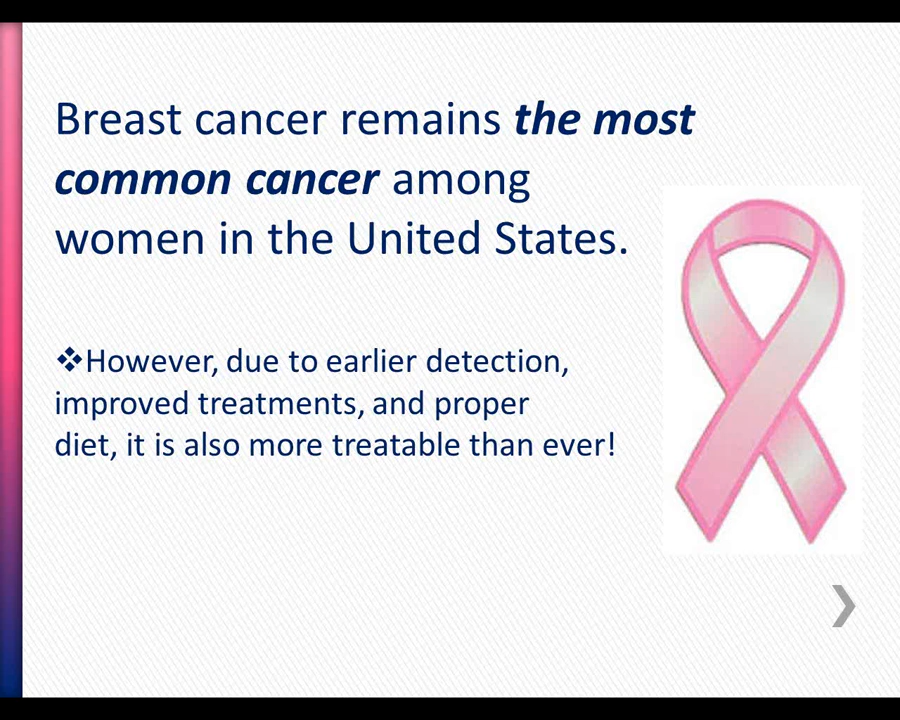 Breast cancer remains the most
common cancer among
women in the United States.
❖However, due to earlier detection,
improved treatments, and proper
diet, it is also more treatable than ever!